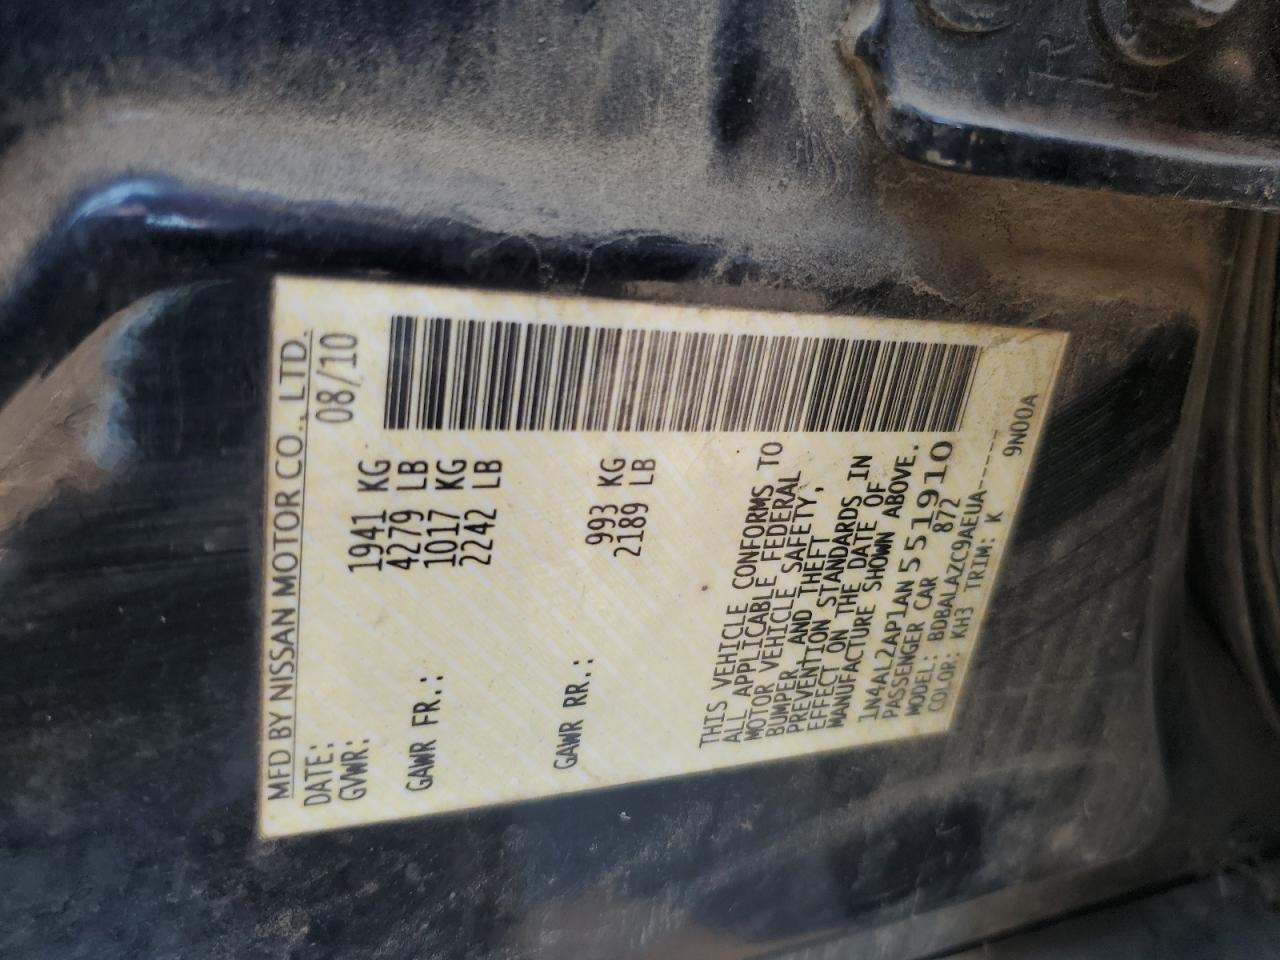 MFD BY NISSAN MOTOR CO., LTD.
DATE: 08/10
GVWR: 1941 KG
4279 LB
GAWR FR.: 1017 KG
2242 LB
GAWR RR.: 993 KG
2189 LB
THIS VEHICLE CONFORMS TO
ALL APPLICABLE FEDERAL
MOTOR VEHICLE SAFETY,
BUMPER, AND THEFT
PREVENTION STANDARDS IN
EFFECT ON THE DATE OF
MANUFACTURE SHOWN ABOVE.
1N4AL2AP1AN551910
PASSENGER CAR 872
MODEL: BDBALAZC9AEUA-----
COLOR: KH3 TRIM: K 9N00A